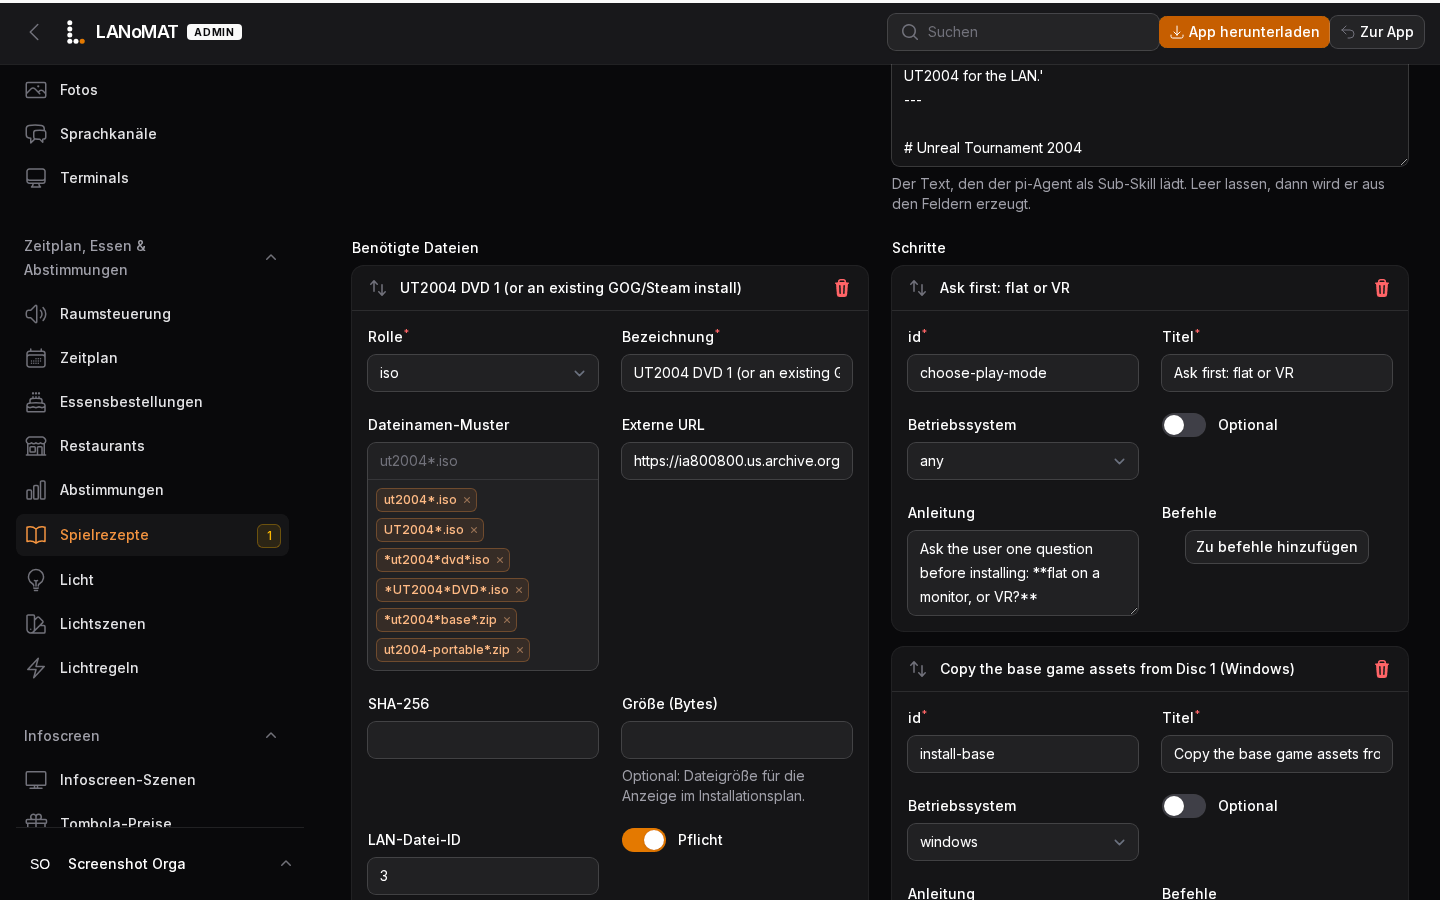 LANoMAT ADMIN
Suchen
App herunterladen
Zur App
Fotos
Sprachkanäle
Terminals
Zeitplan, Essen &
Abstimmungen
Raumsteuerung
Zeitplan
Essensbestellungen
Restaurants
Abstimmungen
Spielrezepte 1
Licht
Lichtszenen
Lichtregeln
Infoscreen
Infoscreen-Szenen
Tombola-Preise
SO Screenshot Orga
UT2004 for the LAN.'
---
# Unreal Tournament 2004
Der Text, den der pi-Agent als Sub-Skill lädt. Leer lassen, dann wird er aus
den Feldern erzeugt.
Benötigte Dateien
UT2004 DVD 1 (or an existing GOG/Steam install)
Rolle*
iso
Bezeichnung*
UT2004 DVD 1 (or an existing G
Dateinamen-Muster
ut2004*.iso
ut2004*.iso ×
UT2004*.iso ×
*ut2004*dvd*.iso ×
*UT2004*DVD*.iso ×
*ut2004*base*.zip ×
ut2004-portable*.zip ×
Externe URL
https://ia800800.us.archive.org
SHA-256
Größe (Bytes)
Optional: Dateigröße für die
Anzeige im Installationsplan.
LAN-Datei-ID
3
Pflicht
Schritte
Ask first: flat or VR
id*
choose-play-mode
Titel*
Ask first: flat or VR
Betriebssystem
any
Optional
Anleitung
Ask the user one question
before installing: **flat on a
monitor, or VR?**
Befehle
Zu befehle hinzufügen
Copy the base game assets from Disc 1 (Windows)
id*
install-base
Titel*
Copy the base game assets fro
Betriebssystem
windows
Optional
Anleitung
Befehle